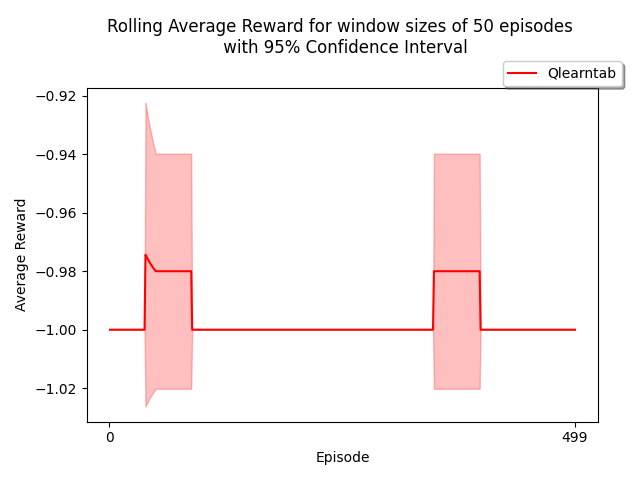 Rolling Average Reward for window sizes of 50 episodes
with 95% Confidence Interval
Qlearntab
−0.92
−0.94
−0.96
−0.98
−1.00
−1.02
Average Reward
0
499
Episode